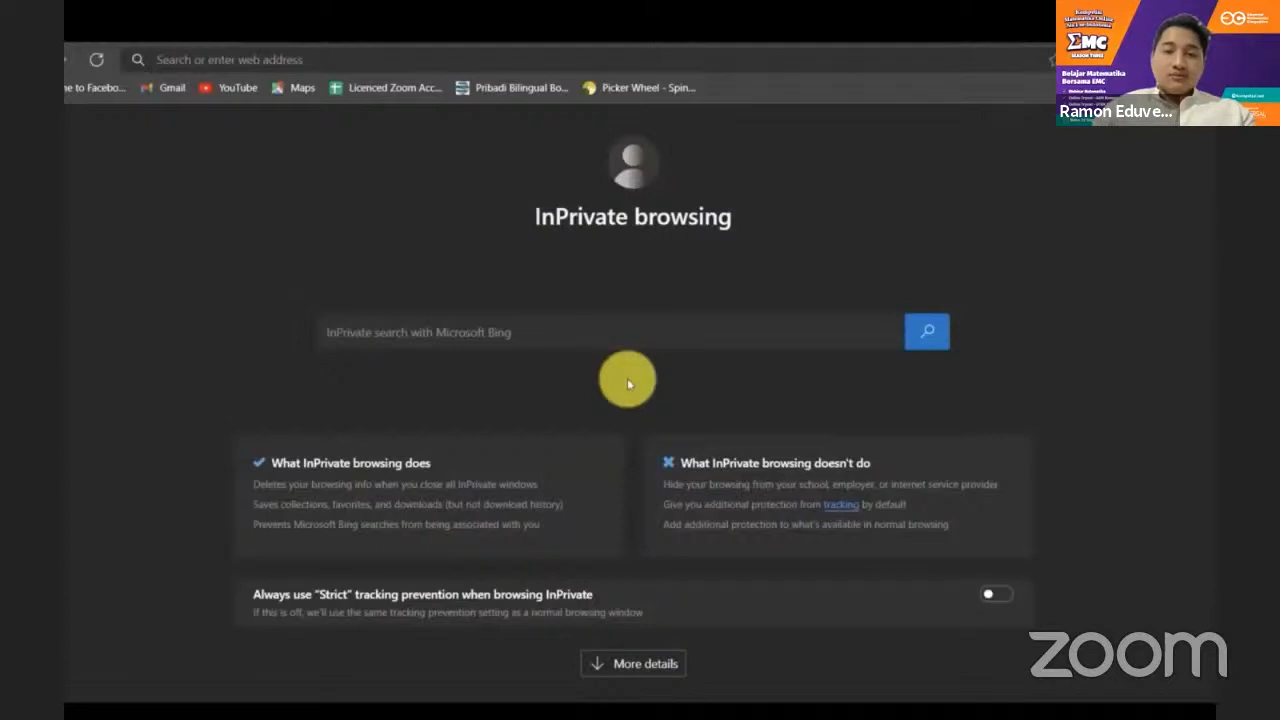 Search or enter web address
ne to Facebo... Gmail YouTube Maps Licenced Zoom Acc... Pribadi Bilingual Bo... Picker Wheel - Spin...
InPrivate browsing
InPrivate search with Microsoft Bing
What InPrivate browsing does
Deletes your browsing info when you close all InPrivate windows
Saves collections, favorites, and downloads (but not download history)
Prevents Microsoft Bing searches from being associated with you
What InPrivate browsing doesn't do
Hide your browsing from your school, employer, or internet service provider
Give you additional protection from tracking by default
Add additional protection to what's available in normal browsing
Always use "Strict" tracking prevention when browsing InPrivate
If this is off, we'll use the same tracking prevention setting as a normal browsing window
More details
Kompetisi
Matematika Online
EMC
SEASON THREE
Belajar Matematika
Bersama EMC
Ramon Eduve...
zoom